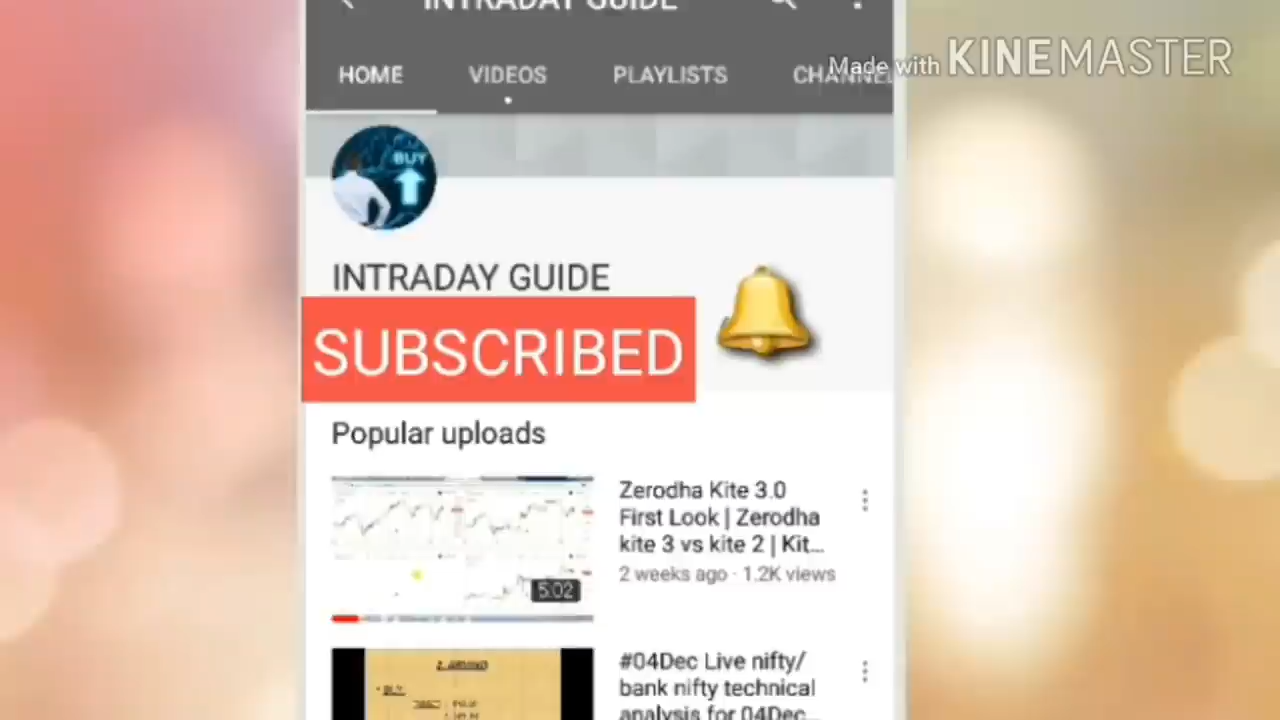 INTRADAY GUIDE
Made with KINEMASTER
HOME VIDEOS PLAYLISTS CHANNEL
BUY
INTRADAY GUIDE
SUBSCRIBED
Popular uploads
Zerodha Kite 3.0
First Look | Zerodha
kite 3 vs kite 2 | Kit...
5:02
2 weeks ago · 1.2K views
#04Dec Live nifty/
bank nifty technical
analysis for 04Dec...